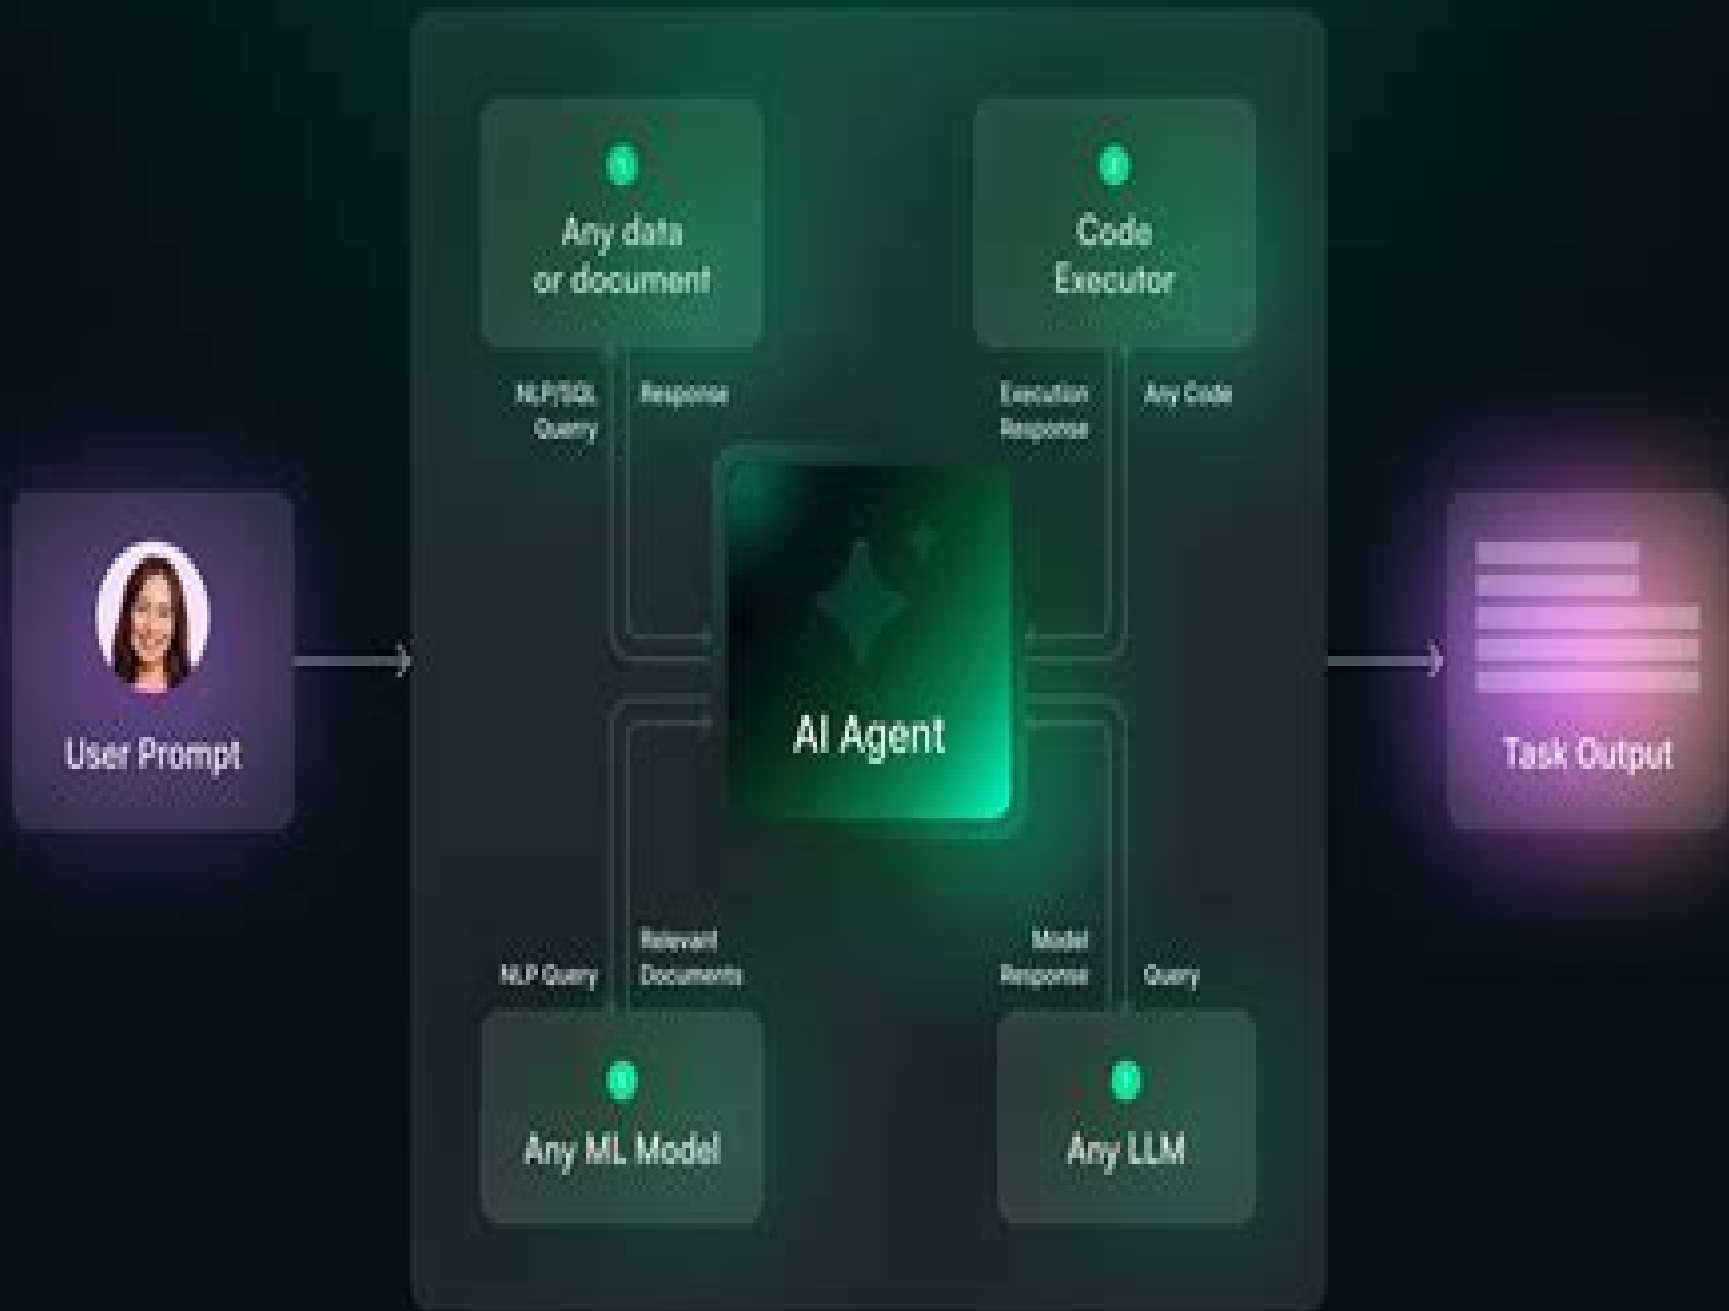 Any data
or document
Code
Executor
NLP/SQL
Querry
Response
Execution
Response
Any Code
User Prompt
AI Agent
Task Output
NLP Query
Relevant
Documents
Model
Response
Query
Any ML Model
Any LLM